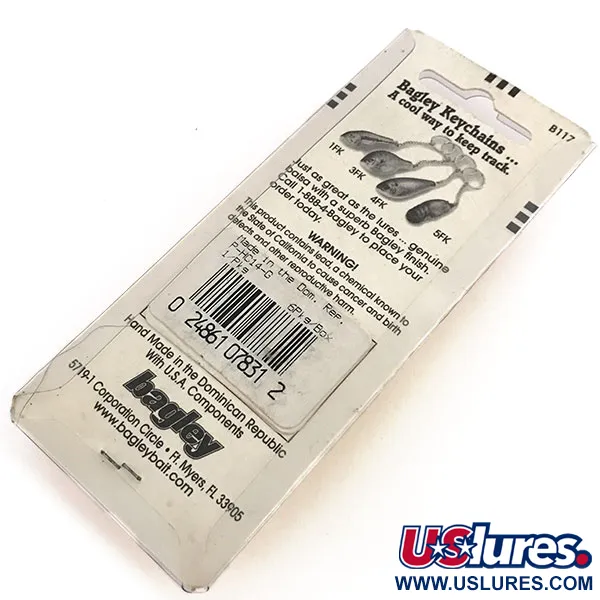 B117
Bagley Keychains ...
A cool way to keep track.
1FK
3FK
4FK
5FK
Just as great as the lures ... genuine
balsa with a superb Bagley finish.
Call 1-888-4-Bagley to place your
order today.
WARNING!
This product contains lead, a chemical known to
the State of California to cause cancer and birth
defects and other reproductive harm.
Made in the Dom. Rep.
6Pis/Box
0 24861 07831 2
Hand Made in the Dominican Republic
With U.S.A. Components
bagley
5719-1 Corporation Circle • Ft. Myers, FL 33905
www.bagleybait.com
USlures.
WWW.USLURES.COM